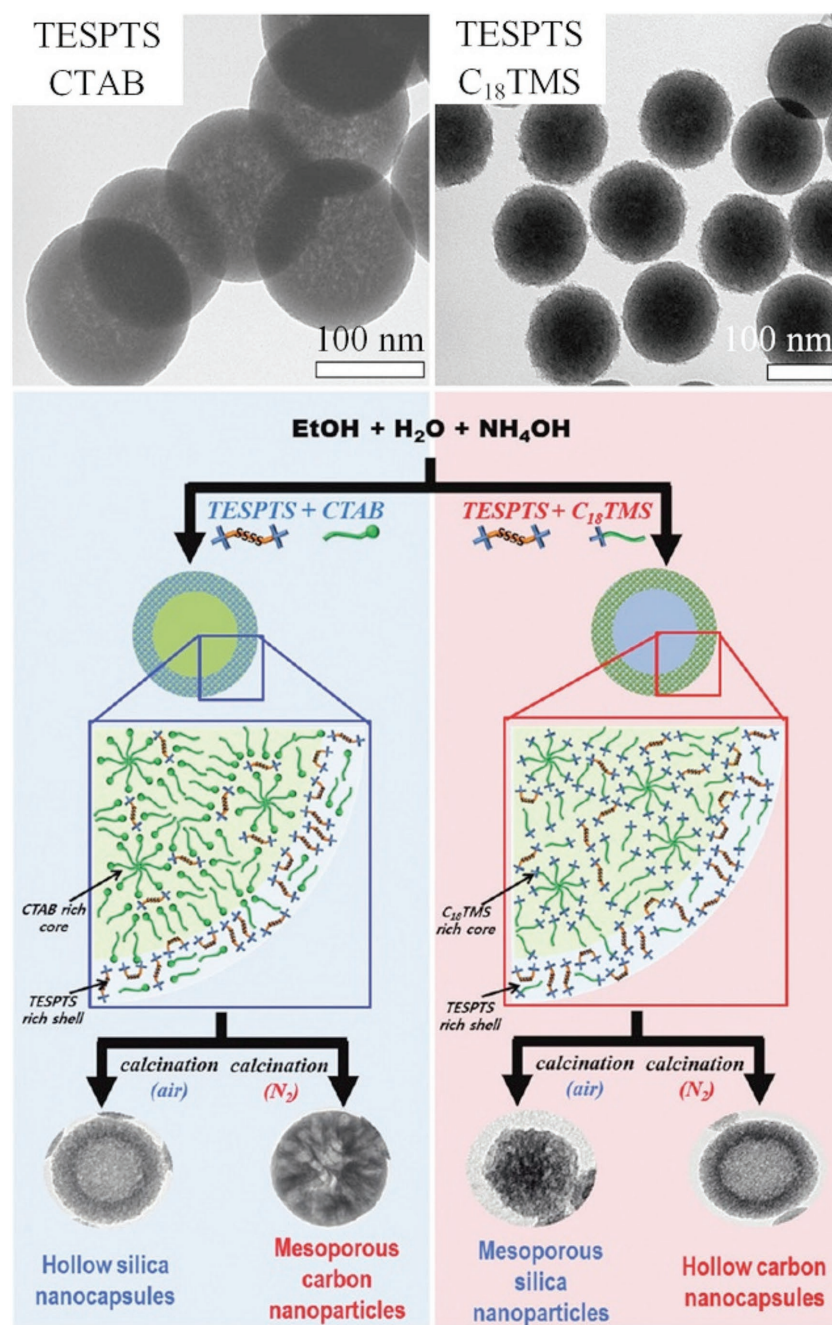 TESPTS
CTAB
100 nm
TESPTS
C₁₈TMS
100 nm
EtOH + H₂O + NH₄OH
TESPTS + CTAB
SSSS
TESPTS + C₁₈TMS
SSSS
CTAB rich
core
TESPTS
rich shell
C₁₈TMS
rich core
TESPTS
rich shell
calcination
(air)
calcination
(N₂)
calcination
(air)
calcination
(N₂)
Hollow silica
nanocapsules
Mesoporous
carbon
nanoparticles
Mesoporous
silica
nanoparticles
Hollow carbon
nanocapsules